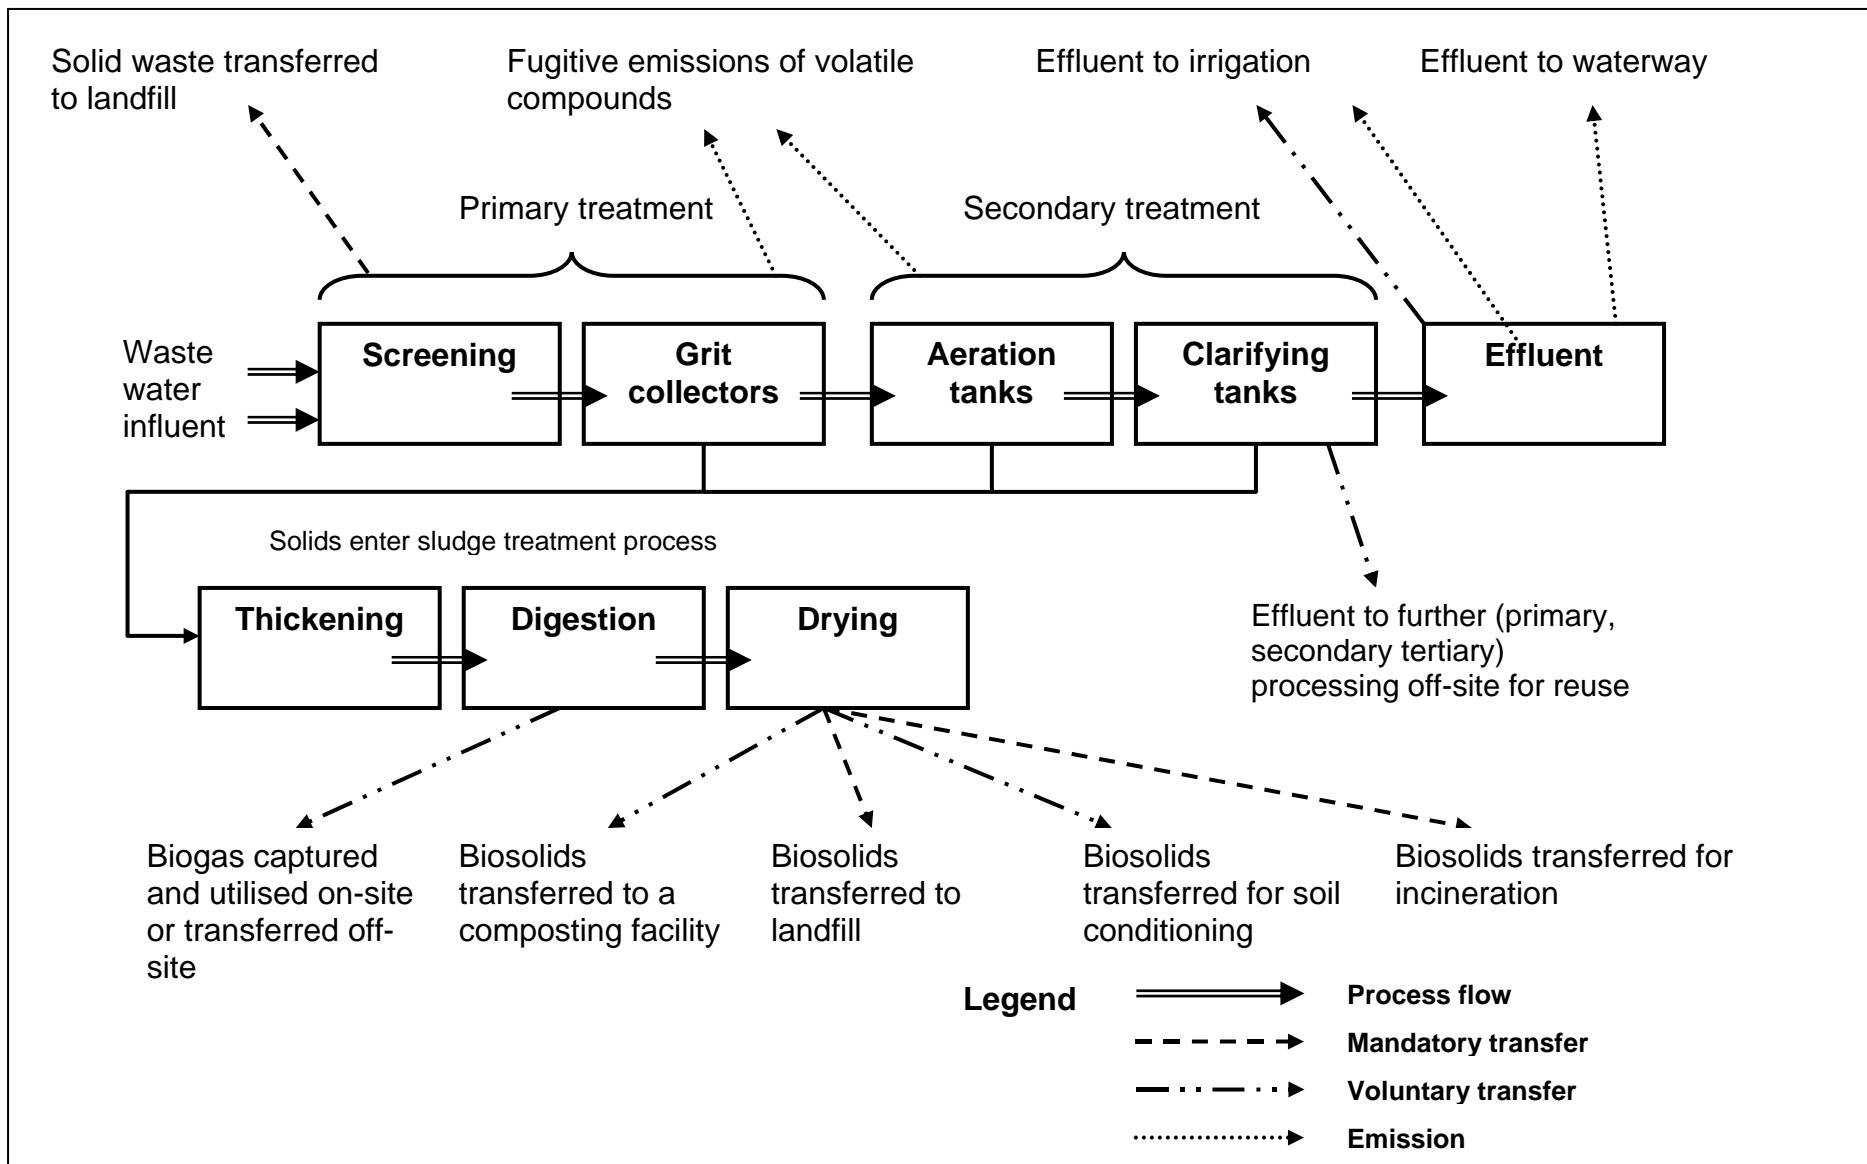 Solid waste transferred
to landfill
Fugitive emissions of volatile
compounds
Effluent to irrigation
Effluent to waterway
Primary treatment
Secondary treatment
Waste
water
influent
Screening
Grit
collectors
Aeration
tanks
Clarifying
tanks
Effluent
Solids enter sludge treatment process
Thickening
Digestion
Drying
Effluent to further (primary,
secondary tertiary)
processing off-site for reuse
Biogas captured
and utilised on-site
or transferred off-
site
Biosolids
transferred to a
composting facility
Biosolids
transferred to
landfill
Biosolids
transferred for soil
conditioning
Biosolids transferred for
incineration
Legend
Process flow
Mandatory transfer
Voluntary transfer
Emission